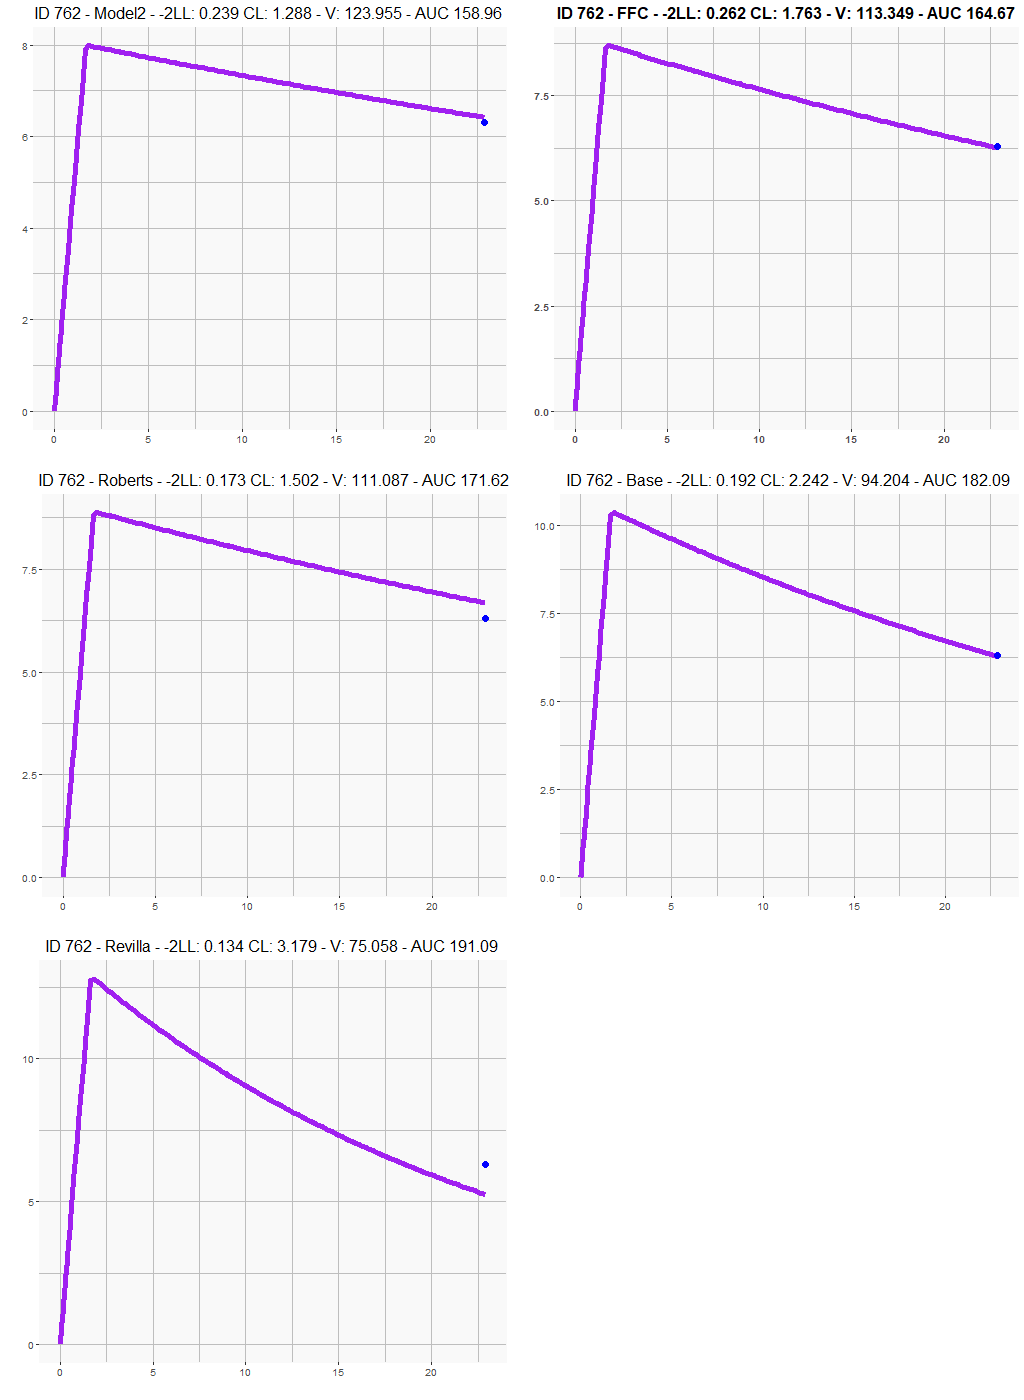 ID 762 - Model2 - -2LL: 0.239 CL: 1.288 - V: 123.955 - AUC 158.96
8
6
4
2
0
0 5 10 15 20
ID 762 - FFC - -2LL: 0.262 CL: 1.763 - V: 113.349 - AUC 164.67
7.5
5.0
2.5
0.0
0 5 10 15 20
ID 762 - Roberts - -2LL: 0.173 CL: 1.502 - V: 111.087 - AUC 171.62
7.5
5.0
2.5
0.0
0 5 10 15 20
ID 762 - Base - -2LL: 0.192 CL: 2.242 - V: 94.204 - AUC 182.09
10.0
7.5
5.0
2.5
0.0
0 5 10 15 20
ID 762 - Revilla - -2LL: 0.134 CL: 3.179 - V: 75.058 - AUC 191.09
10
5
0
0 5 10 15 20